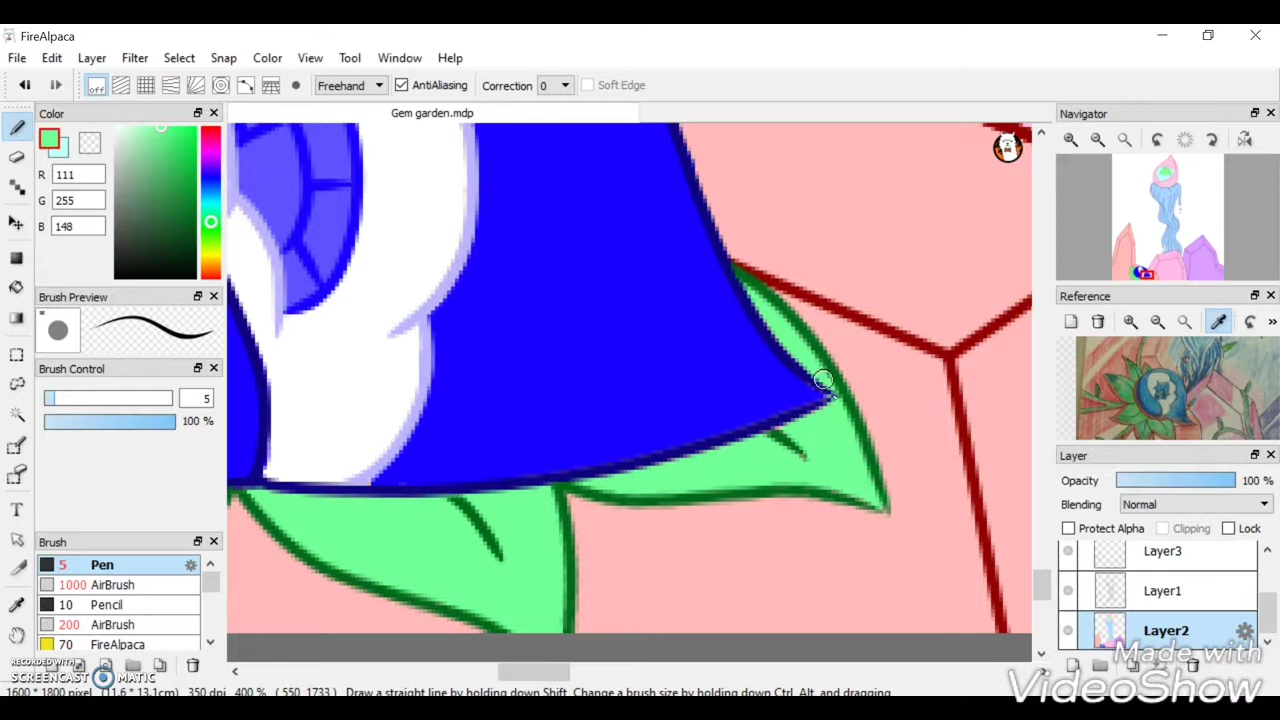 FireAlpaca
File Edit Layer Filter Select Snap Color View Tool Window Help
off Freehand AntiAliasing Correction 0 Soft Edge
Color
Gem garden.mdp
Navigator
R 111
G 255
B 148
Brush Preview
*
Reference
Brush Control
5
100 %
Layer
Opacity 100 %
Blending Normal
Protect Alpha Clipping Lock
Brush
5 Pen
1000 AirBrush
10 Pencil
200 AirBrush
70 FireAlpaca
Layer3
Layer1
Layer2
RECORDED WITH
SCREENCAST MATIC
Made with
VideoShow
1600 * 1800 pixel (11.6 * 13.1cm) 350 dpi 400 % ( 550, 1733 ) Draw a straight line by holding down Shift, Change a brush size by holding down Ctrl, Alt, and dragging